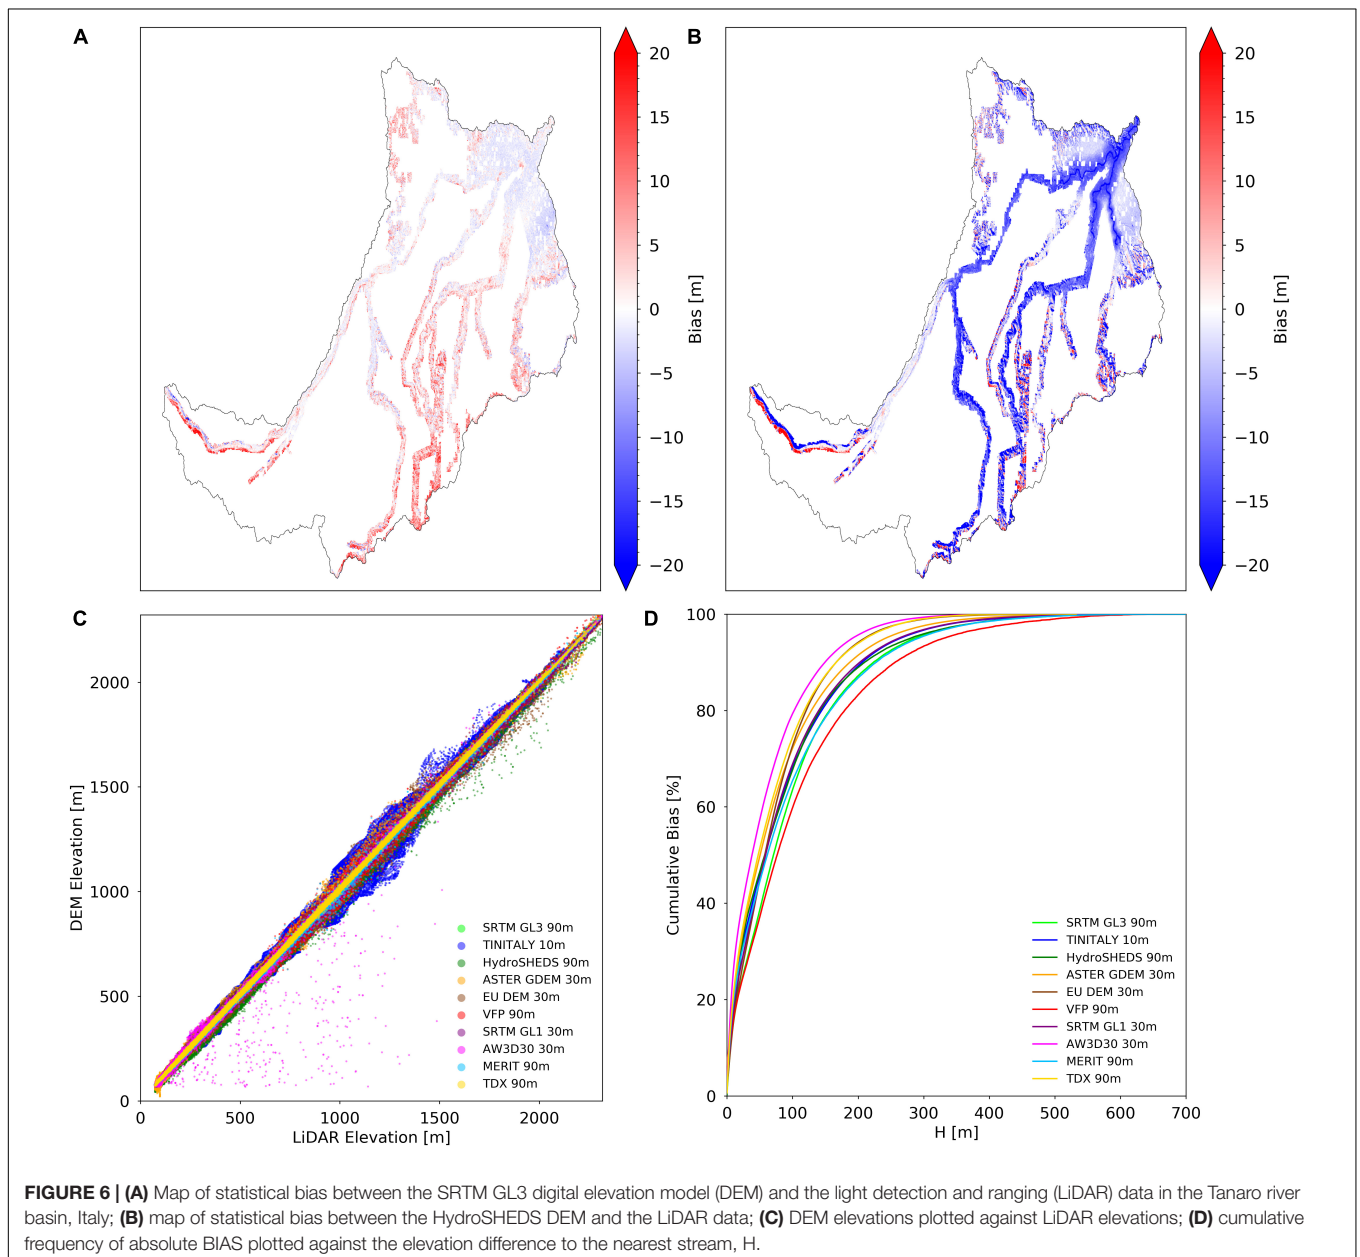 A
20
15
10
5
0
−5
−10
−15
−20
Bias [m]
B
20
15
10
5
0
−5
−10
−15
−20
Bias [m]
C
2000
1500
1000
500
0
DEM Elevation [m]
SRTM GL3 90m
TINITALY 10m
HydroSHEDS 90m
ASTER GDEM 30m
EU DEM 30m
VFP 90m
SRTM GL1 30m
AW3D30 30m
MERIT 90m
TDX 90m
0 500 1000 1500 2000
LiDAR Elevation [m]
D
100
80
60
40
20
0
Cumulative Bias [%]
SRTM GL3 90m
TINITALY 10m
HydroSHEDS 90m
ASTER GDEM 30m
EU DEM 30m
VFP 90m
SRTM GL1 30m
AW3D30 30m
MERIT 90m
TDX 90m
0 100 200 300 400 500 600 700
H [m]
FIGURE 6 | (A) Map of statistical bias between the SRTM GL3 digital elevation model (DEM) and the light detection and ranging (LiDAR) data in the Tanaro river
basin, Italy; (B) map of statistical bias between the HydroSHEDS DEM and the LiDAR data; (C) DEM elevations plotted against LiDAR elevations; (D) cumulative
frequency of absolute BIAS plotted against the elevation difference to the nearest stream, H.